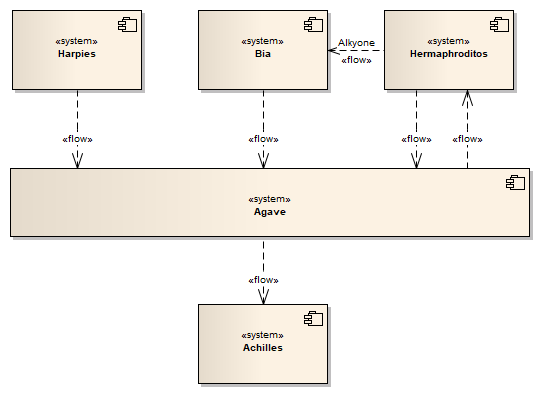 «system»
Harpies
«system»
Bia
Alkyone
«flow»
«system»
Hermaphroditos
«flow»
«flow»
«flow»
«flow»
«system»
Agave
«flow»
«system»
Achilles